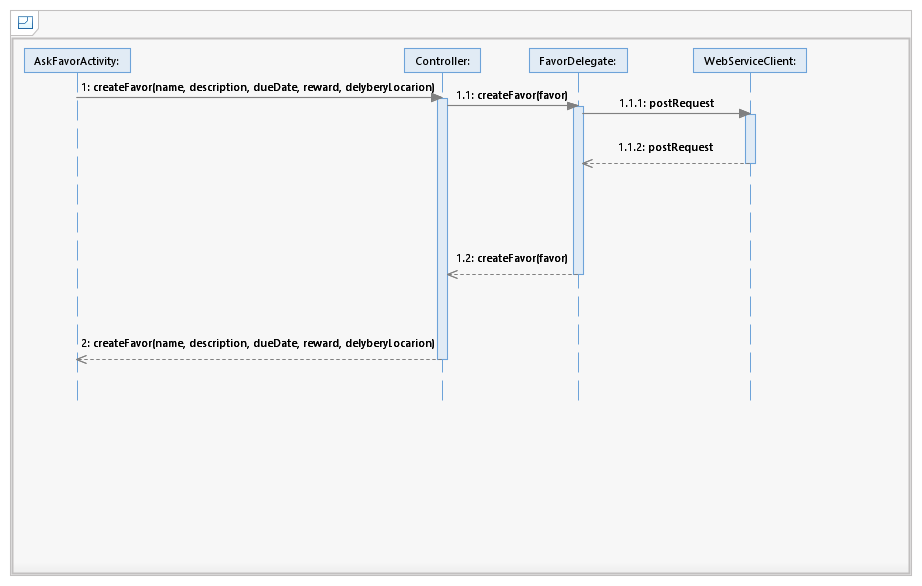 AskFavorActivity:
Controller:
FavorDelegate:
WebServiceClient:
1: createFavor(name, description, dueDate, reward, delyberyLocarion)
1.1: createFavor(favor)
1.1.1: postRequest
1.1.2: postRequest
1.2: createFavor(favor)
2: createFavor(name, description, dueDate, reward, delyberyLocarion)